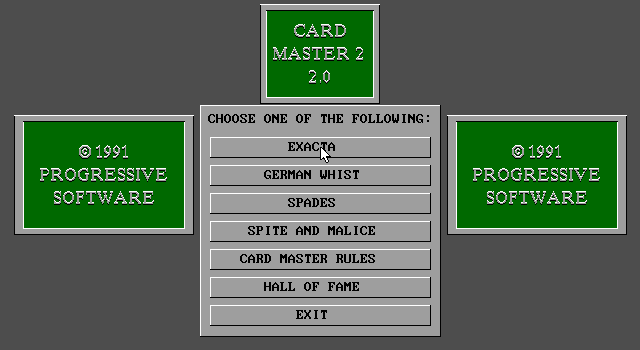 CARD
MASTER 2
2.0
CHOOSE ONE OF THE FOLLOWING:
© 1991
PROGRESSIVE
SOFTWARE
EXACTA
GERMAN WHIST
SPADES
SPITE AND MALICE
CARD MASTER RULES
HALL OF FAME
EXIT
© 1991
PROGRESSIVE
SOFTWARE